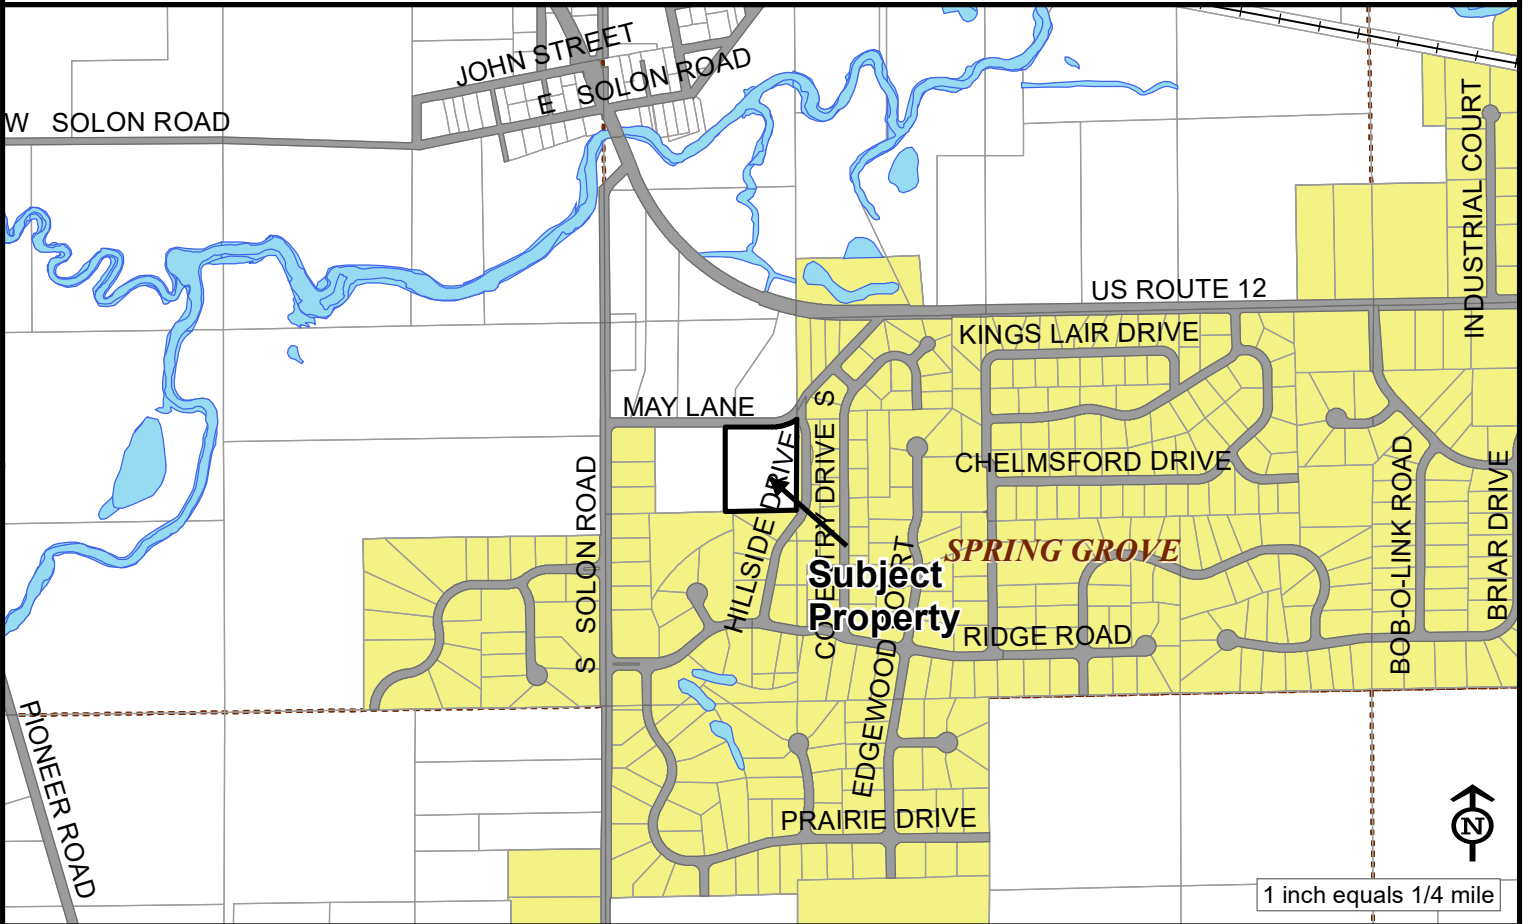 JOHN STREET
E SOLON ROAD
W SOLON ROAD
INDUSTRIAL COURT
US ROUTE 12
KINGS LAIR DRIVE
MAY LANE
HILLSIDE DRIVE
COVENTRY DRIVE S
CHELMSFORD DRIVE
S SOLON ROAD
BOB-O-LINK ROAD
BRIAR DRIVE
SPRING GROVE
Subject
Property
RIDGE ROAD
EDGEWOOD COURT
PIONEER ROAD
PRAIRIE DRIVE
N
1 inch equals 1/4 mile